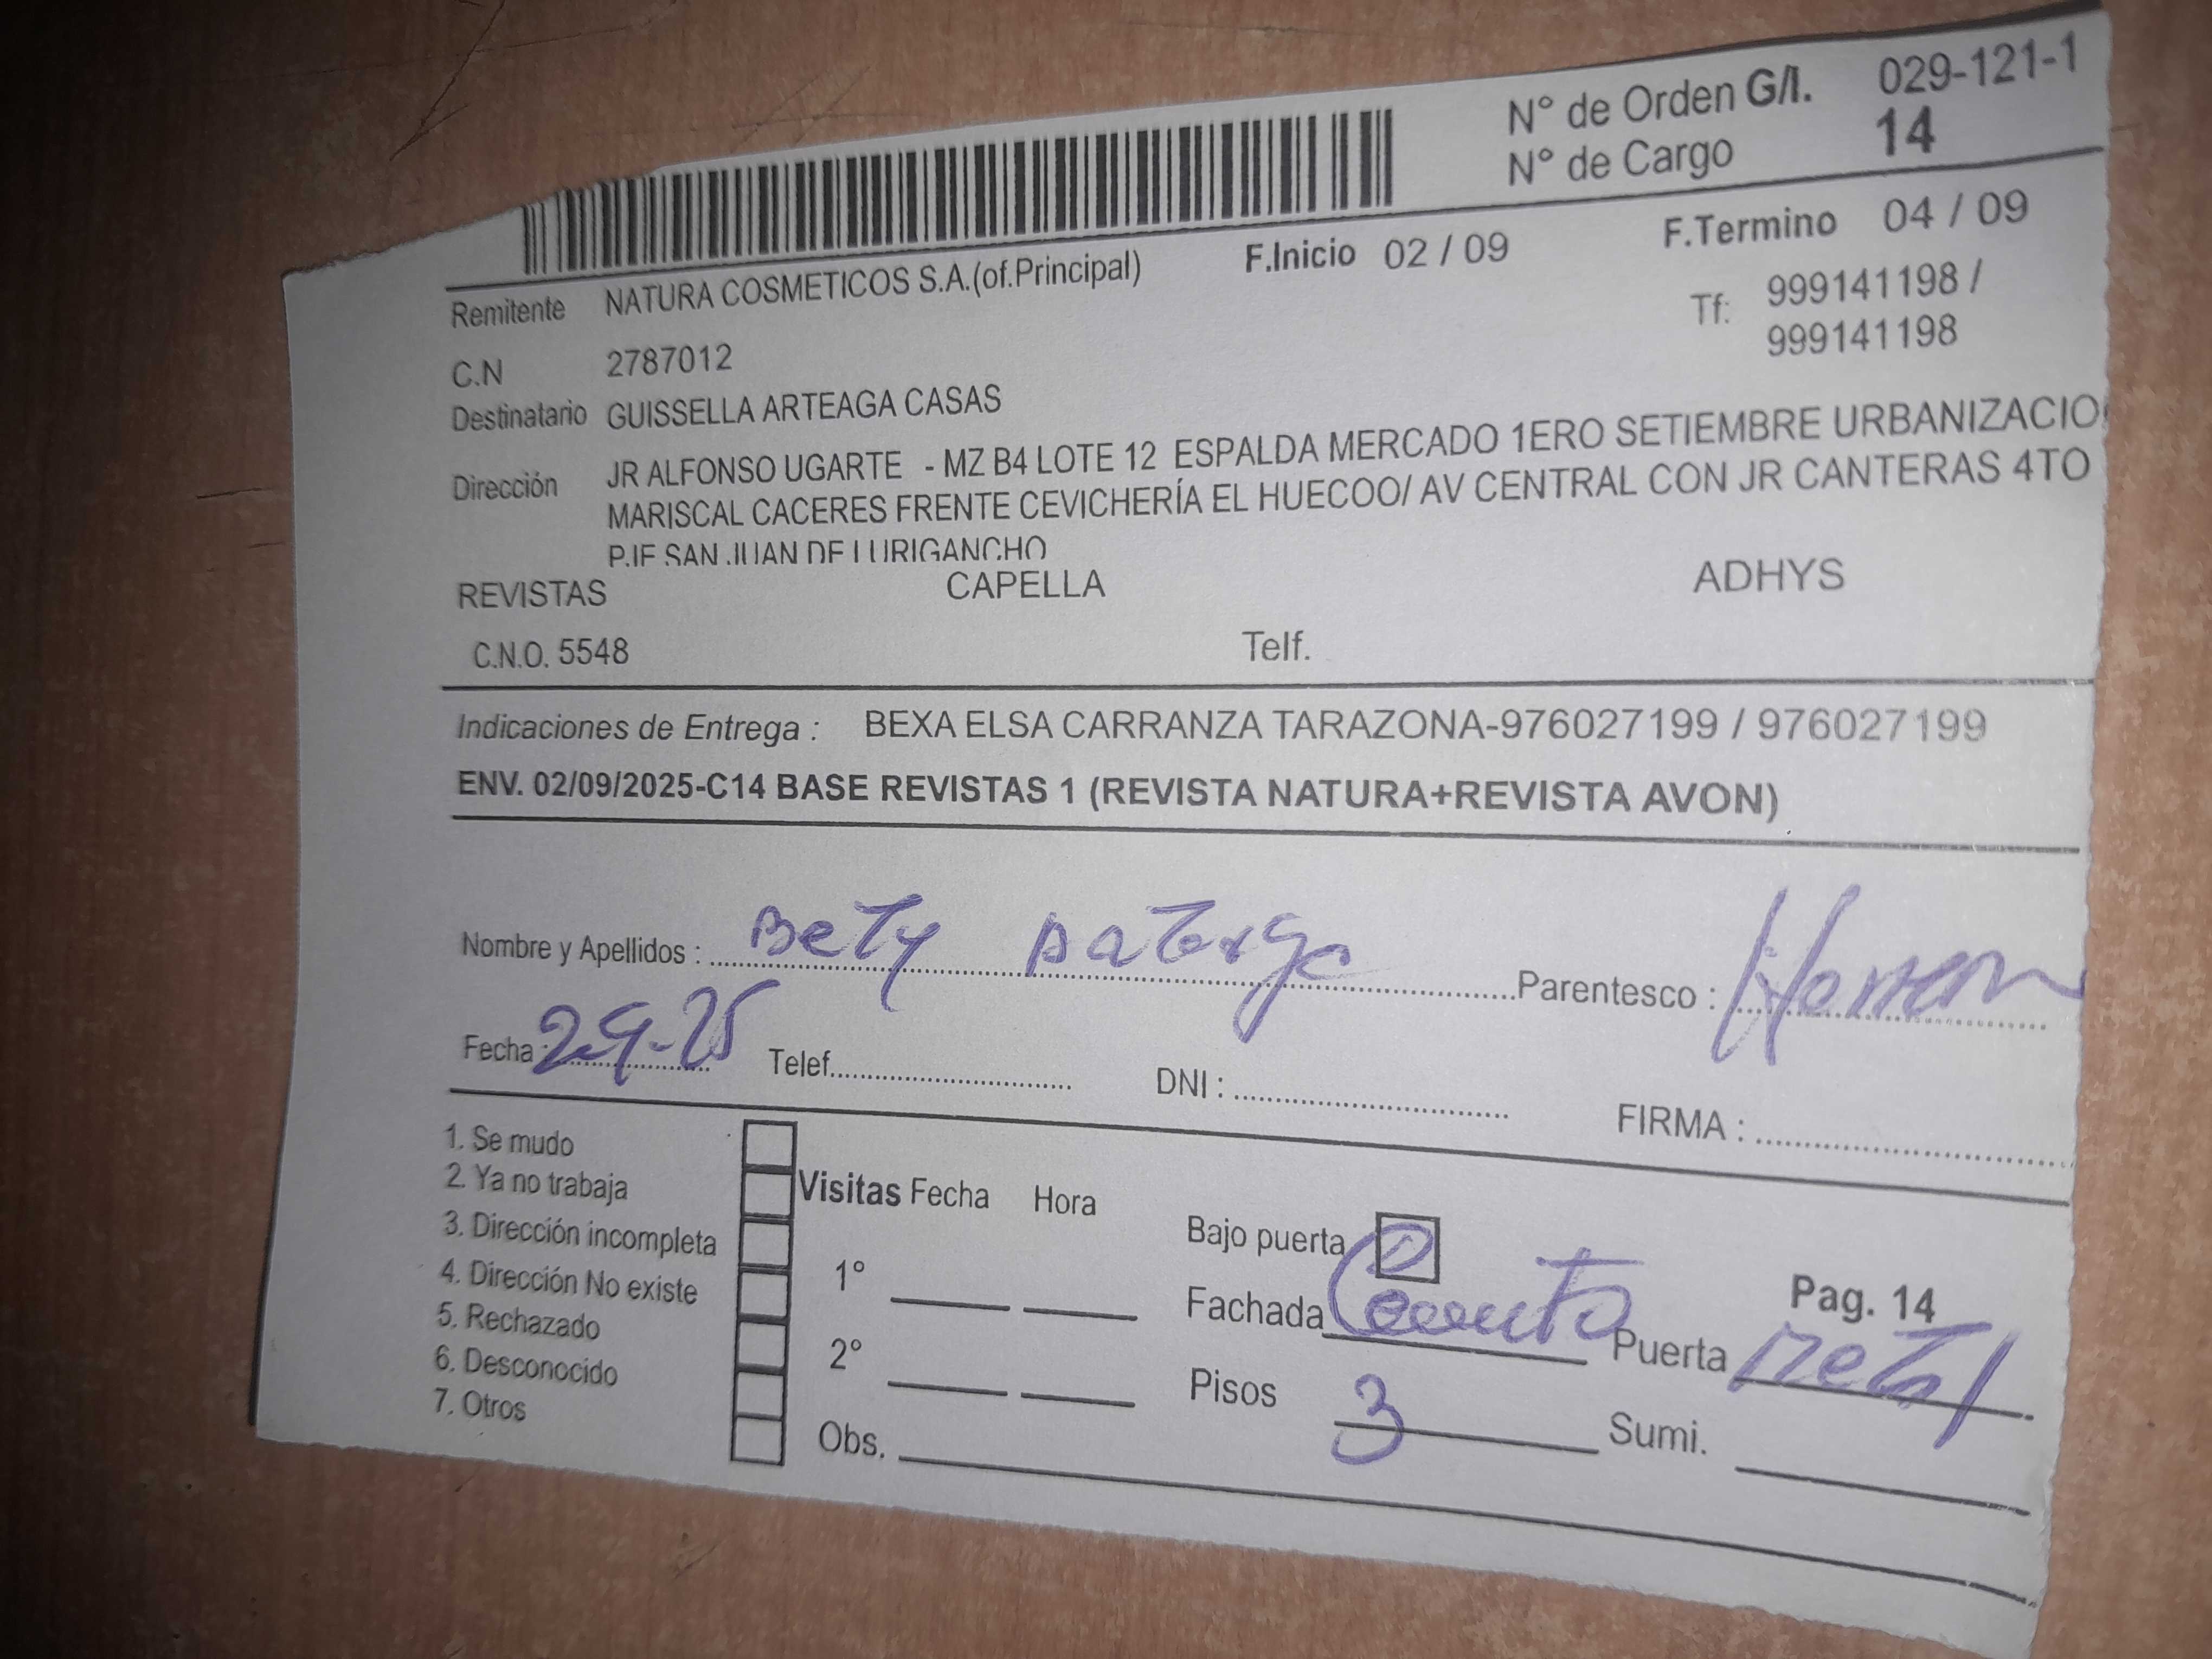 N° de Orden G/I. 029-121-1
N° de Cargo 14
F.Inicio 02 / 09 F.Termino 04 / 09
Remitente NATURA COSMETICOS S.A.(of.Principal)
Tf: 999141198 /
999141198
C.N 2787012
Destinatario GUISSELLA ARTEAGA CASAS
Dirección JR ALFONSO UGARTE - MZ B4 LOTE 12 ESPALDA MERCADO 1ERO SETIEMBRE URBANIZACIO
MARISCAL CACERES FRENTE CEVICHERÍA EL HUECOO/ AV CENTRAL CON JR CANTERAS 4TO
PJE SAN JUAN DE LURIGANCHO
REVISTAS CAPELLA ADHYS
C.N.O. 5548 Telf.
Indicaciones de Entrega : BEXA ELSA CARRANZA TARAZONA-976027199 / 976027199
ENV. 02/09/2025-C14 BASE REVISTAS 1 (REVISTA NATURA+REVISTA AVON)
Nombre y Apellidos : Bety Parentesco :
Fecha : 2-9-25 Telef. DNI : FIRMA :
1. Se mudo
2. Ya no trabaja
3. Dirección incompleta
4. Dirección No existe
5. Rechazado
6. Desconocido
7. Otros
Visitas Fecha Hora
1°
2°
Obs.
Bajo puerta
Pag. 14
Fachada Puerta Metal
Pisos 3 Sumi.